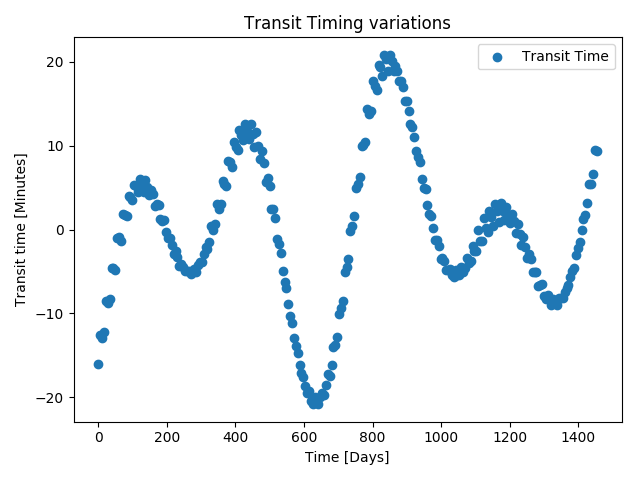 Transit Timing variations
Transit Time
20
10
0
−10
−20
Transit time [Minutes]
0 200 400 600 800 1000 1200 1400
Time [Days]